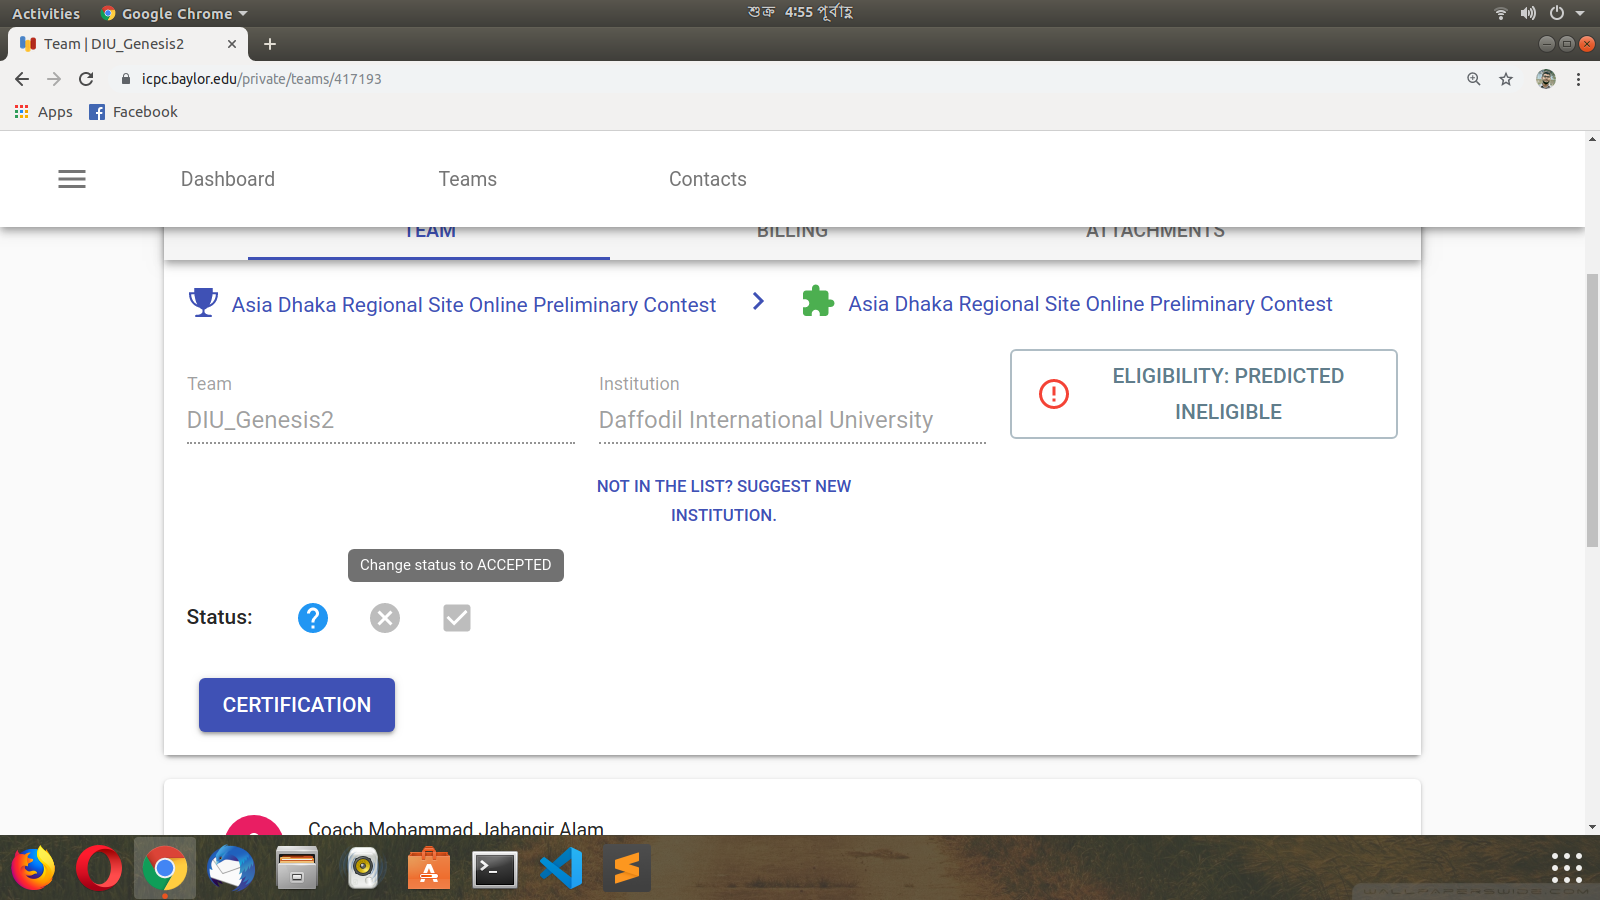 Activities
Google Chrome
শুক্র 4:55 পূর্বাহ্ণ
Team | DIU_Genesis2
icpc.baylor.edu/private/teams/417193
Apps
Facebook
Dashboard
Teams
Contacts
TEAM
BILLING
ATTACHMENTS
Asia Dhaka Regional Site Online Preliminary Contest
Asia Dhaka Regional Site Online Preliminary Contest
Team
DIU_Genesis2
Institution
Daffodil International University
ELIGIBILITY: PREDICTED
INELIGIBLE
NOT IN THE LIST? SUGGEST NEW
INSTITUTION.
Change status to ACCEPTED
Status:
CERTIFICATION
Coach Mohammad Jahangir Alam
WALLPAPERSWIDE.COM